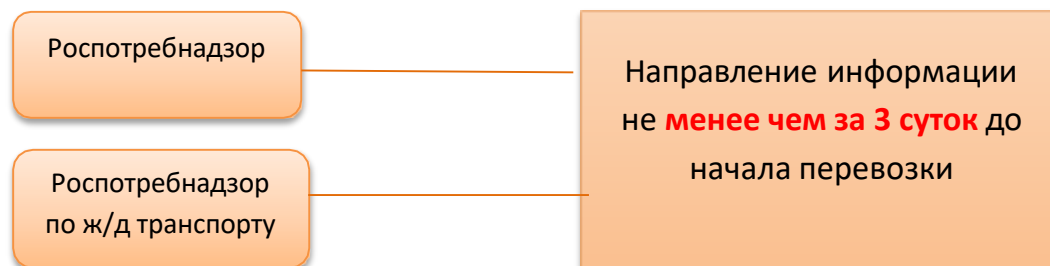 Роспотребнадзор
Роспотребнадзор
по ж/д транспорту
Направление информации
не менее чем за 3 суток до
начала перевозки